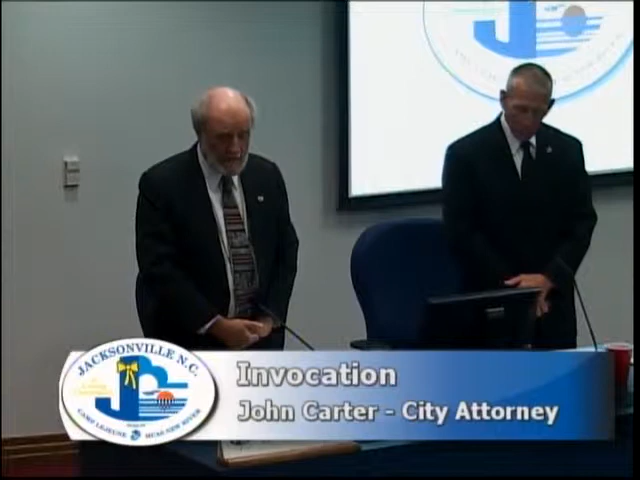 JACKSONVILLE N.C.
CAMP LEJEUNE
MCAS NEW RIVER
Invocation
John Carter - City Attorney